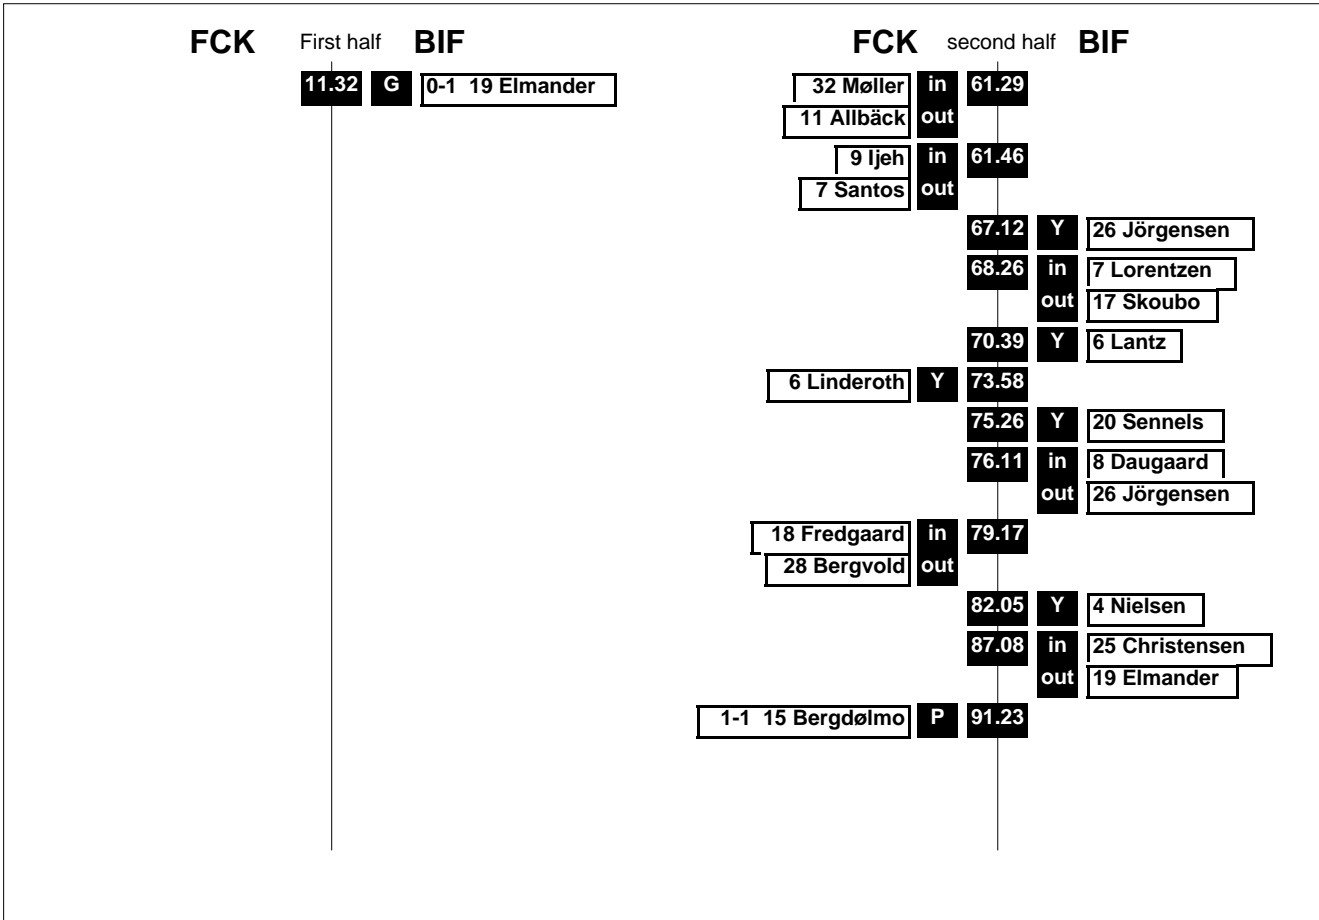 FCK First half BIF
11.32 G 0-1 19 Elmander
FCK second half BIF
32 Møller in 61.29
11 Allbäck out
9 Ijeh in 61.46
7 Santos out
67.12 Y 26 Jörgensen
68.26 in 7 Lorentzen
out 17 Skoubo
70.39 Y 6 Lantz
6 Linderoth Y 73.58
75.26 Y 20 Sennels
76.11 in 8 Daugaard
out 26 Jörgensen
18 Fredgaard in 79.17
28 Bergvold out
82.05 Y 4 Nielsen
87.08 in 25 Christensen
out 19 Elmander
1-1 15 Bergdølmo P 91.23